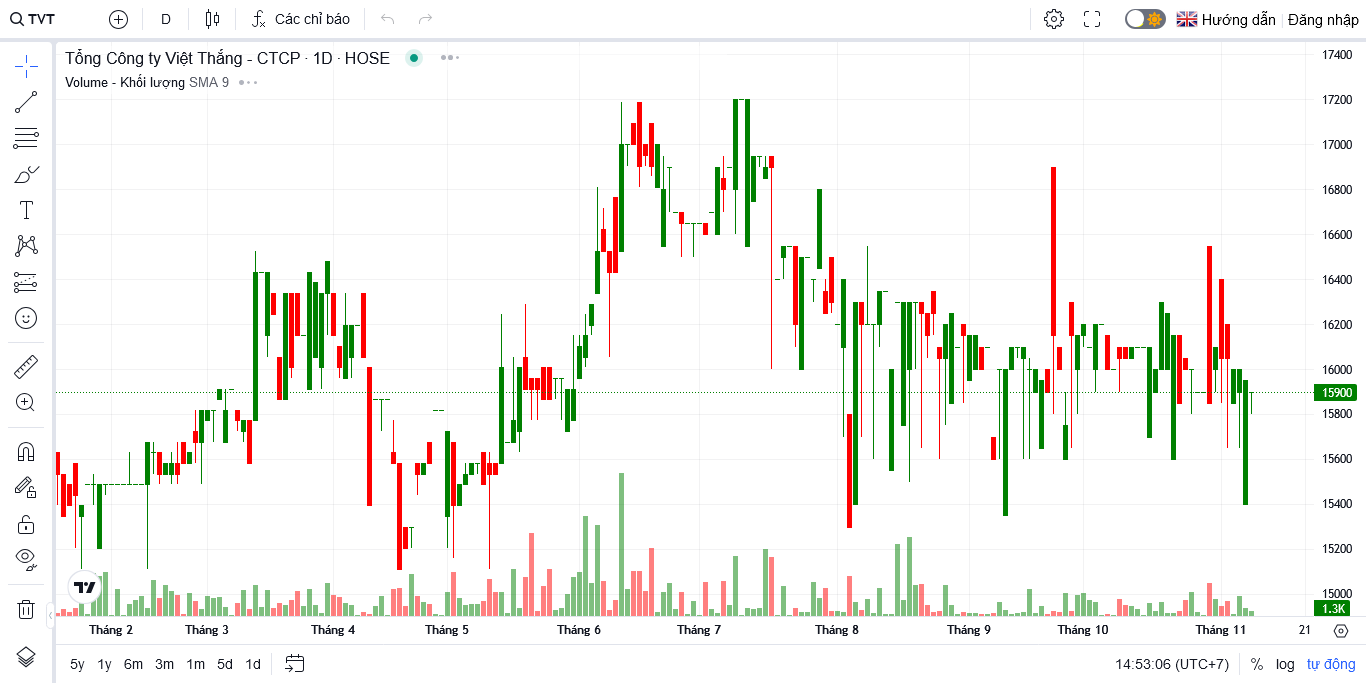 TVT D Các chỉ báo Hướng dẫn Đăng nhập
Tổng Công ty Việt Thắng - CTCP · 1D · HOSE
Volume - Khối lượng SMA 9
17400
17200
17000
16800
16600
16400
16200
16000
15900
15800
15600
15400
15200
15000
1.3K
Tháng 2 Tháng 3 Tháng 4 Tháng 5 Tháng 6 Tháng 7 Tháng 8 Tháng 9 Tháng 10 Tháng 11 21
5y 1y 6m 3m 1m 5d 1d 14:53:06 (UTC+7) % log tự động